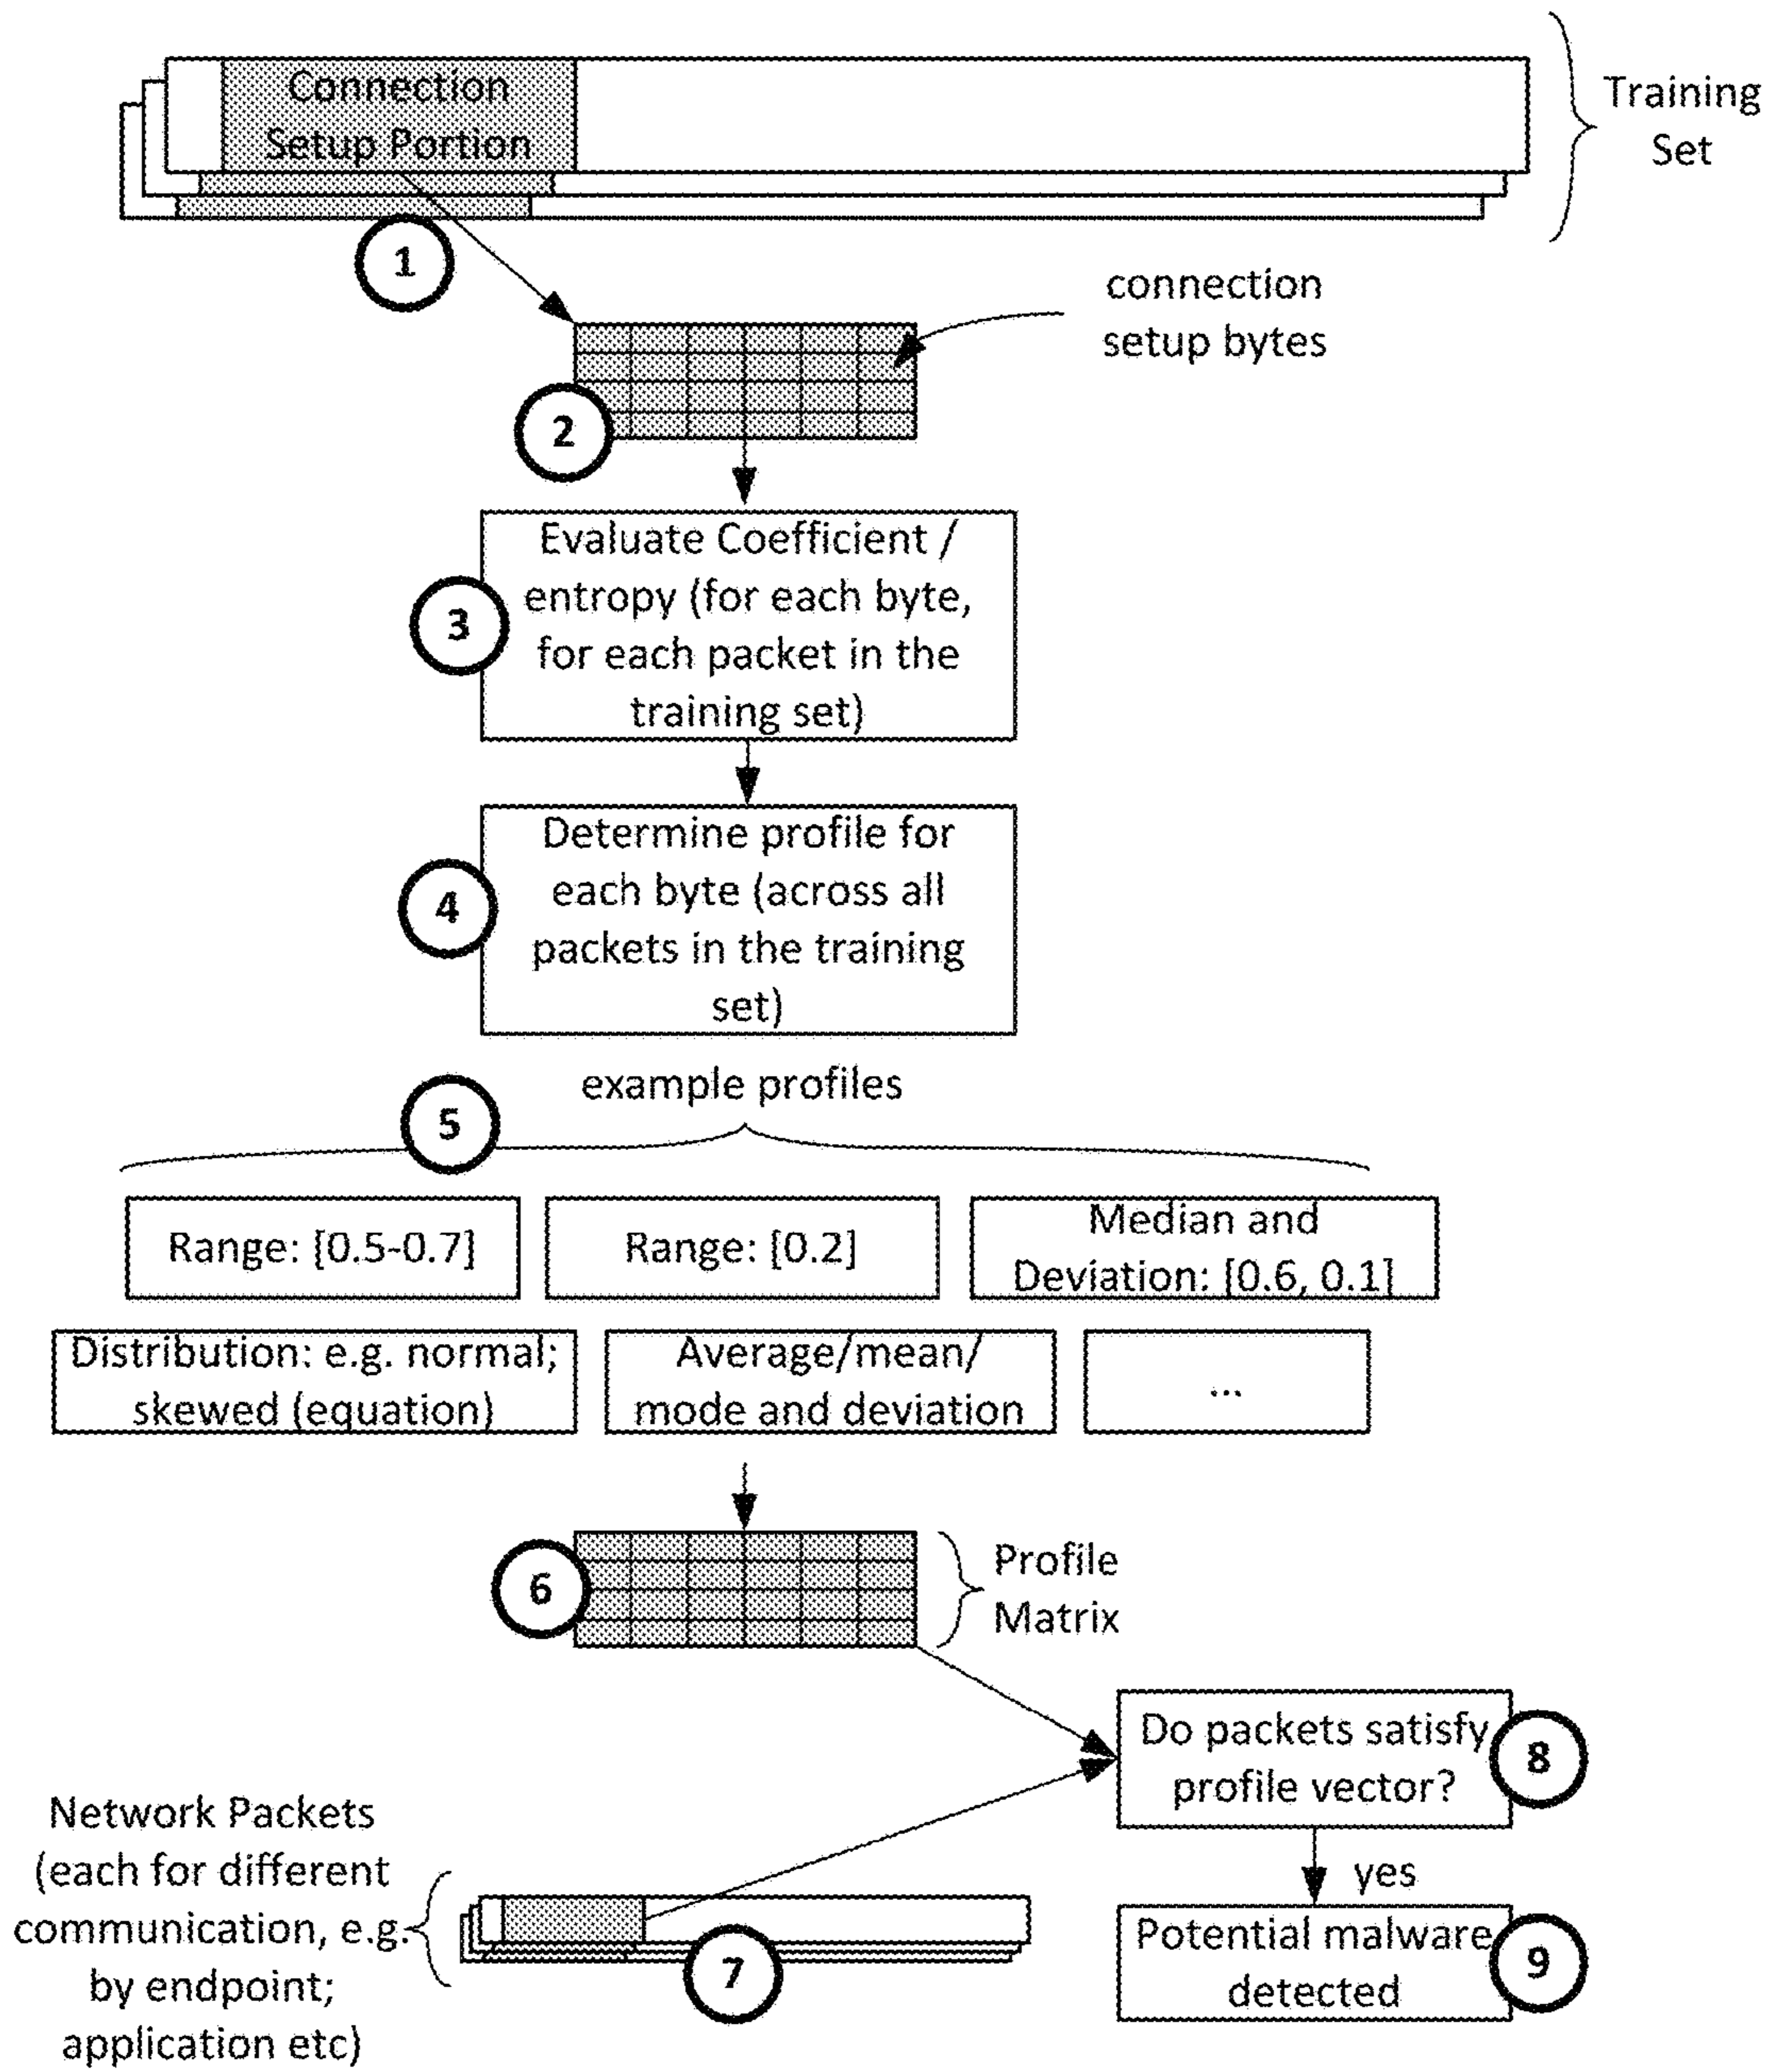 Connection
Setup Portion
Training
Set
1
connection
setup bytes
2
Evaluate Coefficient /
entropy (for each byte,
for each packet in the
training set)
3
Determine profile for
each byte (across all
packets in the training
set)
4
example profiles
5
Range: [0.5-0.7]
Range: [0.2]
Median and
Deviation: [0.6, 0.1]
Distribution: e.g. normal;
skewed (equation)
Average/mean/
mode and deviation
...
6
Profile
Matrix
Do packets satisfy
profile vector?
8
Network Packets
(each for different
communication, e.g.
by endpoint;
application etc)
7
yes
Potential malware
detected
9